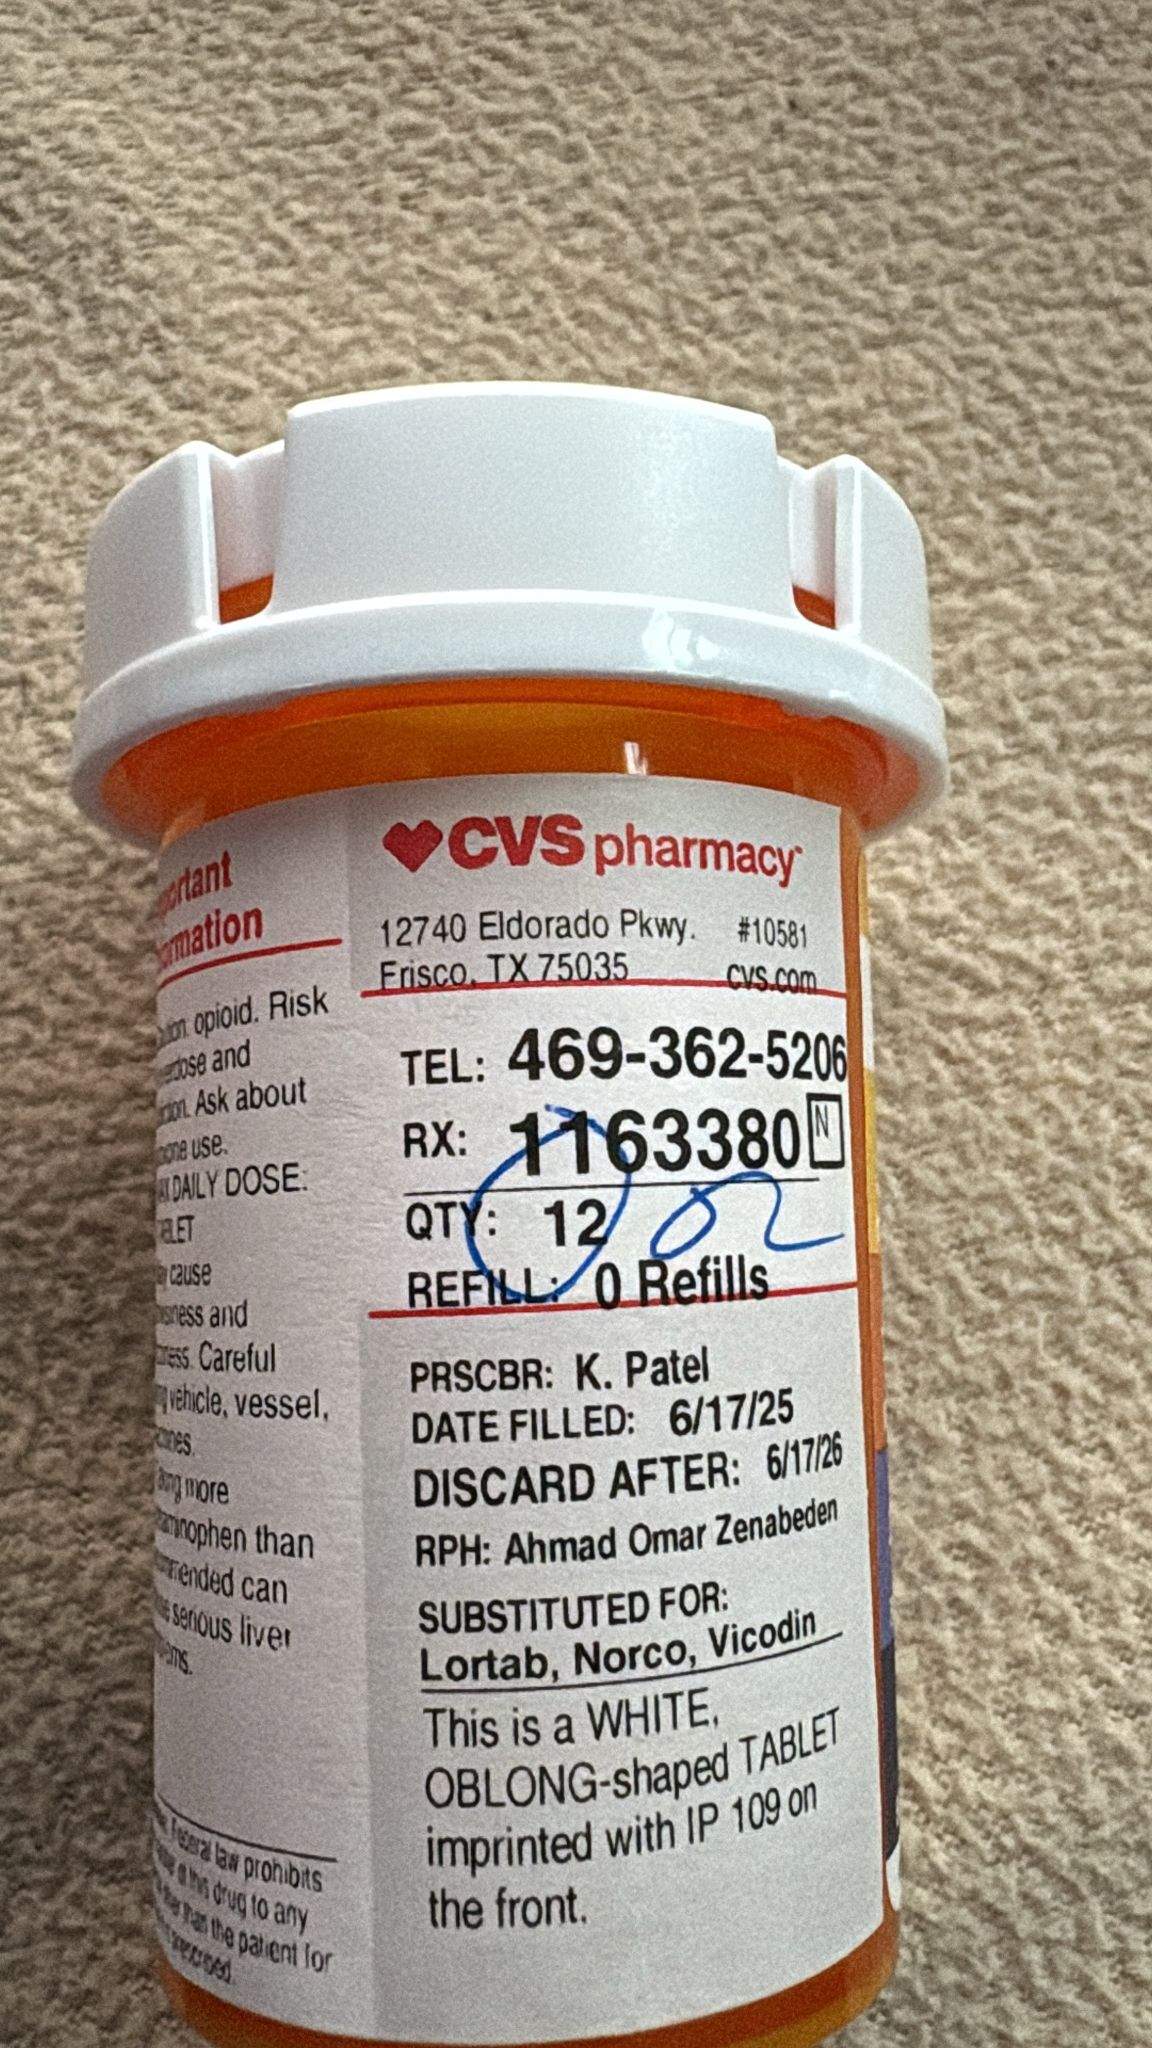 CVS pharmacy
12740 Eldorado Pkwy. #10581
Frisco, TX 75035 cvs.com
TEL: 469-362-5206
RX: 1163380 N
QTY: 12
REFILL: 0 Refills
PRSCBR: K. Patel
DATE FILLED: 6/17/25
DISCARD AFTER: 6/17/26
RPH: Ahmad Omar Zenabeden
SUBSTITUTED FOR:
Lortab, Norco, Vicodin
This is a WHITE,
OBLONG-shaped TABLET
imprinted with IP 109 on
the front.
opioid. Risk
and
Ask about
use.
DAILY DOSE:
cause
and
Careful
vehicle, vessel,
more
than
can
serious liver
Federal law prohibits
this drug to any
than the patient for